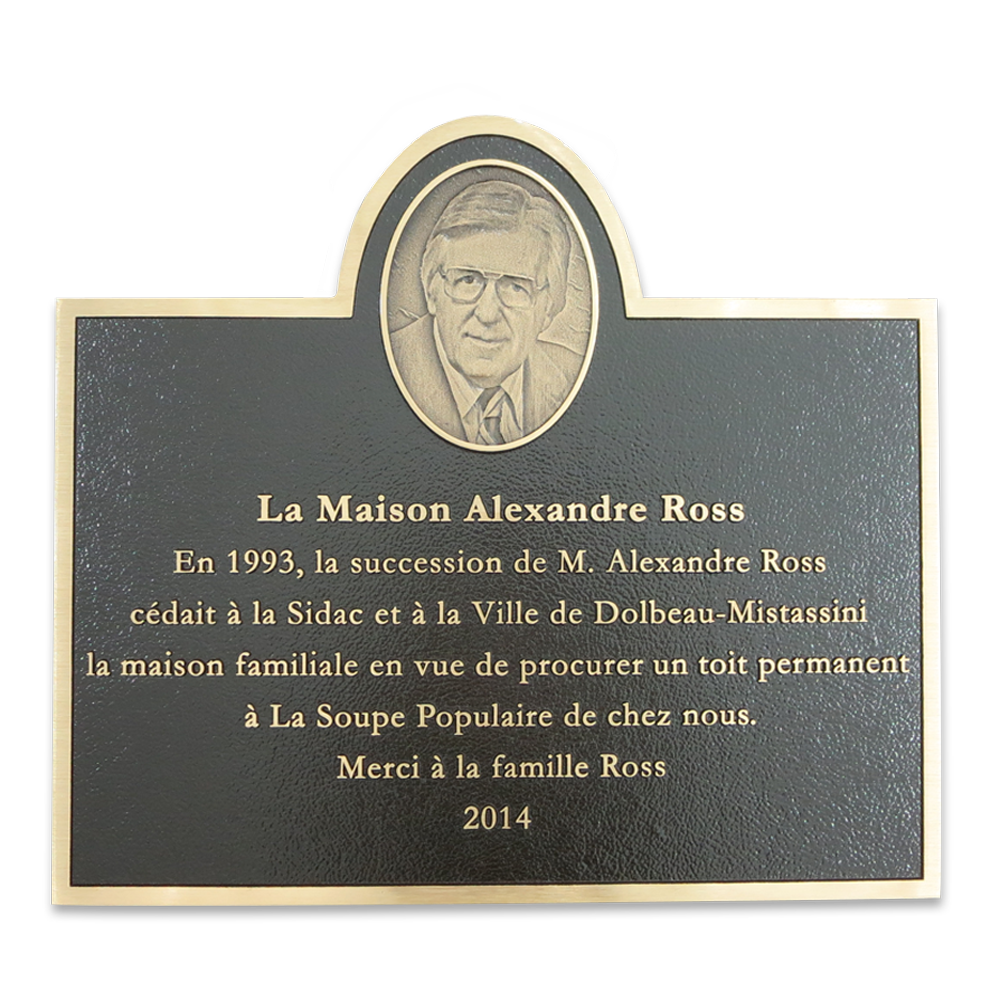 La Maison Alexandre Ross
En 1993, la succession de M. Alexandre Ross
cédait à la Sidac et à la Ville de Dolbeau-Mistassini
la maison familiale en vue de procurer un toit permanent
à La Soupe Populaire de chez nous.
Merci à la famille Ross
2014